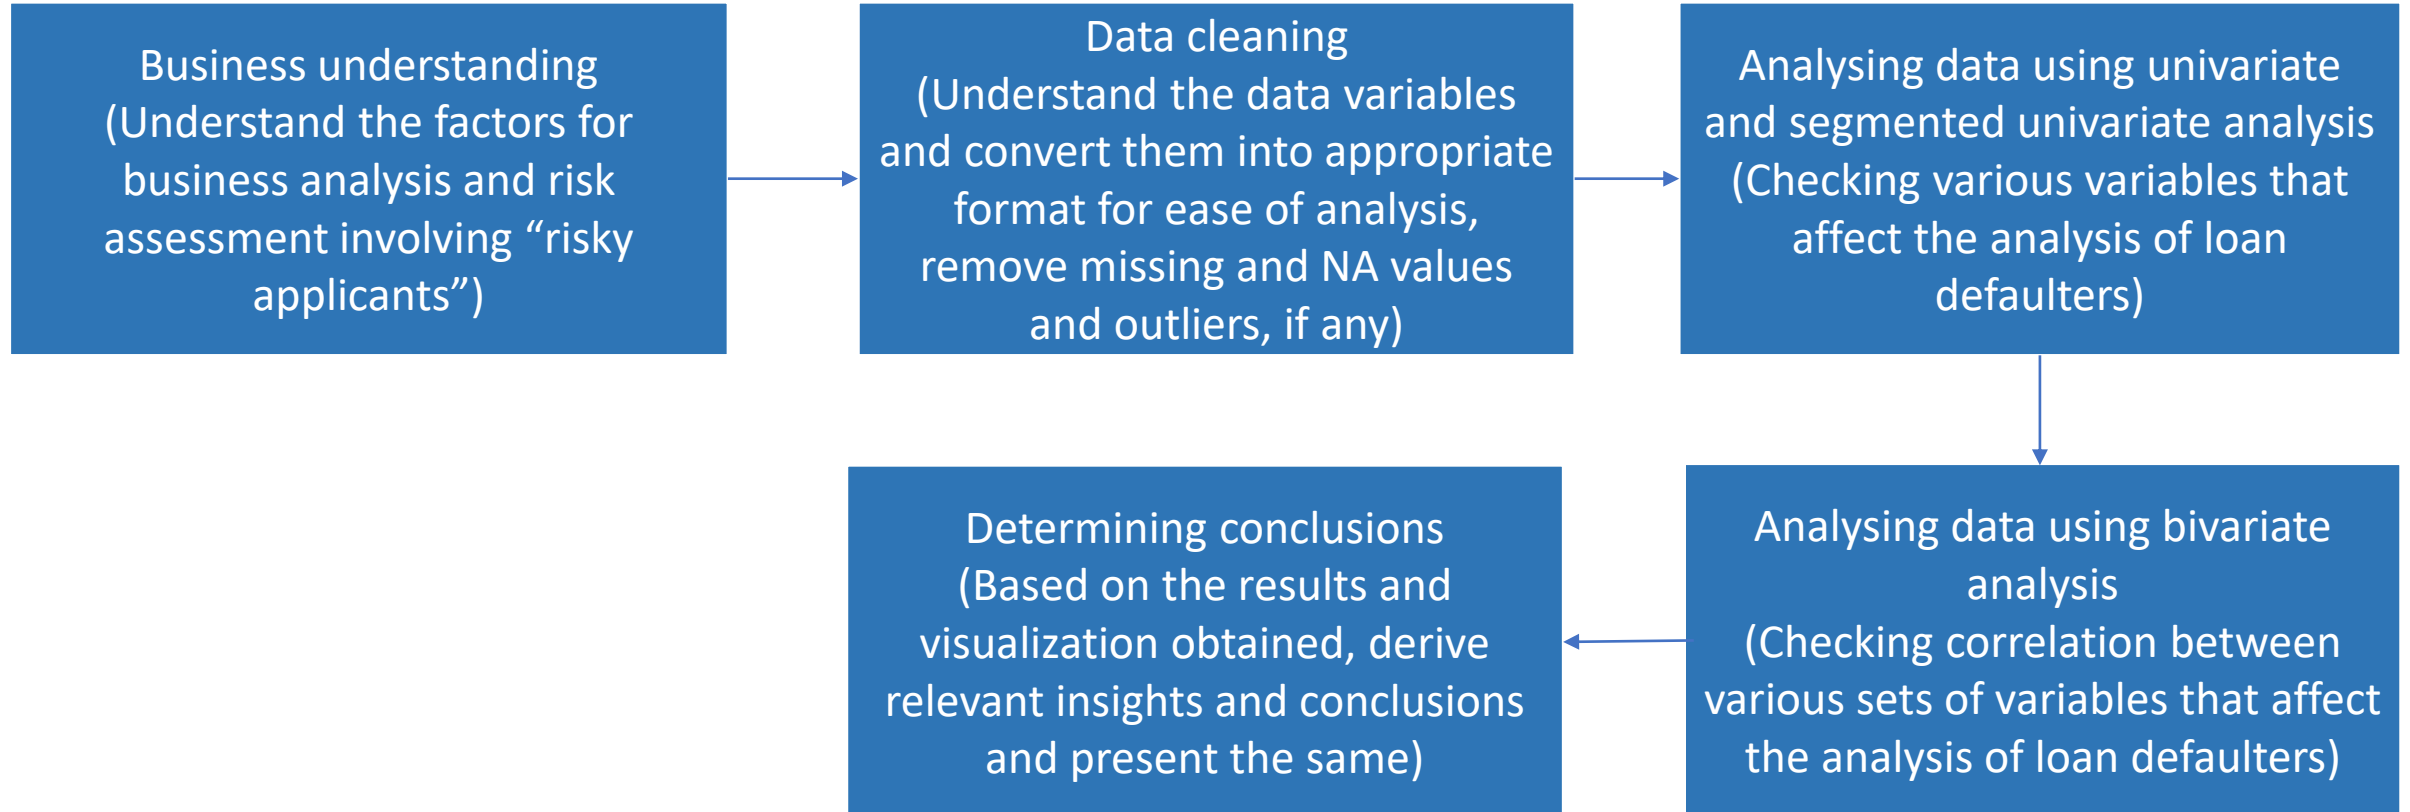 Business understanding
(Understand the factors for
business analysis and risk
assessment involving “risky
applicants”)
Data cleaning
(Understand the data variables
and convert them into appropriate
format for ease of analysis,
remove missing and NA values
and outliers, if any)
Analysing data using univariate
and segmented univariate analysis
(Checking various variables that
affect the analysis of loan
defaulters)
Analysing data using bivariate
analysis
(Checking correlation between
various sets of variables that affect
the analysis of loan defaulters)
Determining conclusions
(Based on the results and
visualization obtained, derive
relevant insights and conclusions
and present the same)